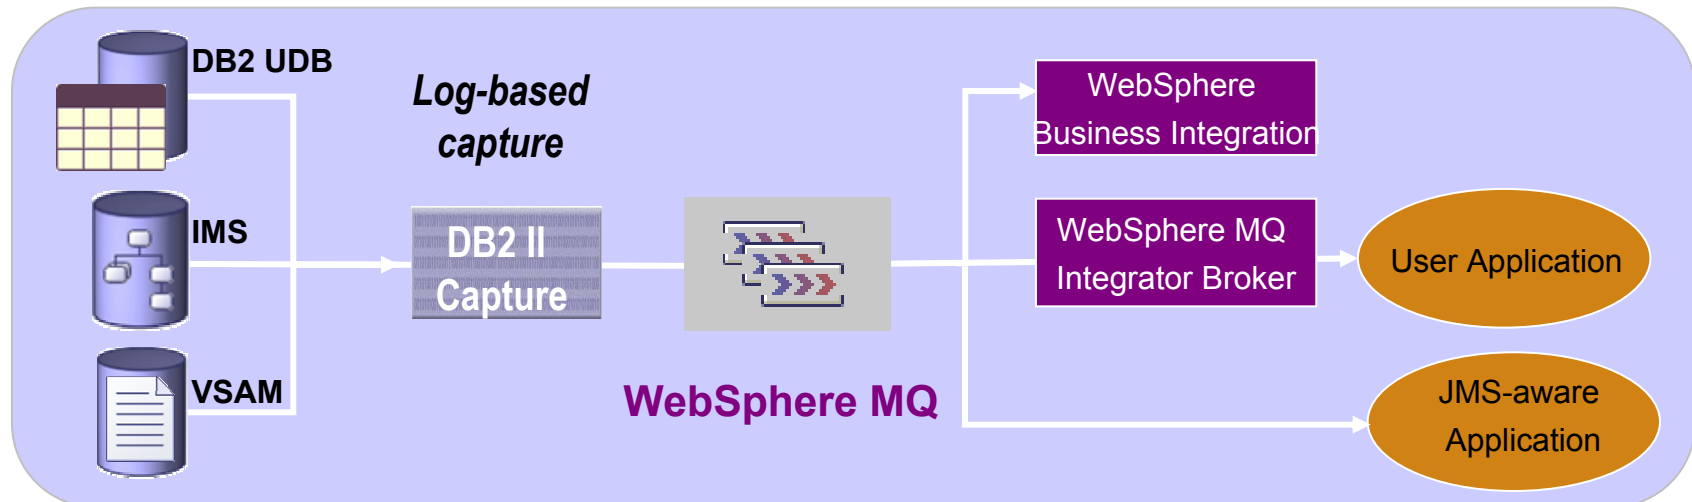 DB2 UDB
IMS
VSAM
Log-based
capture
DB2 II
Capture
WebSphere MQ
WebSphere
Business Integration
WebSphere MQ
Integrator Broker
User Application
JMS-aware
Application